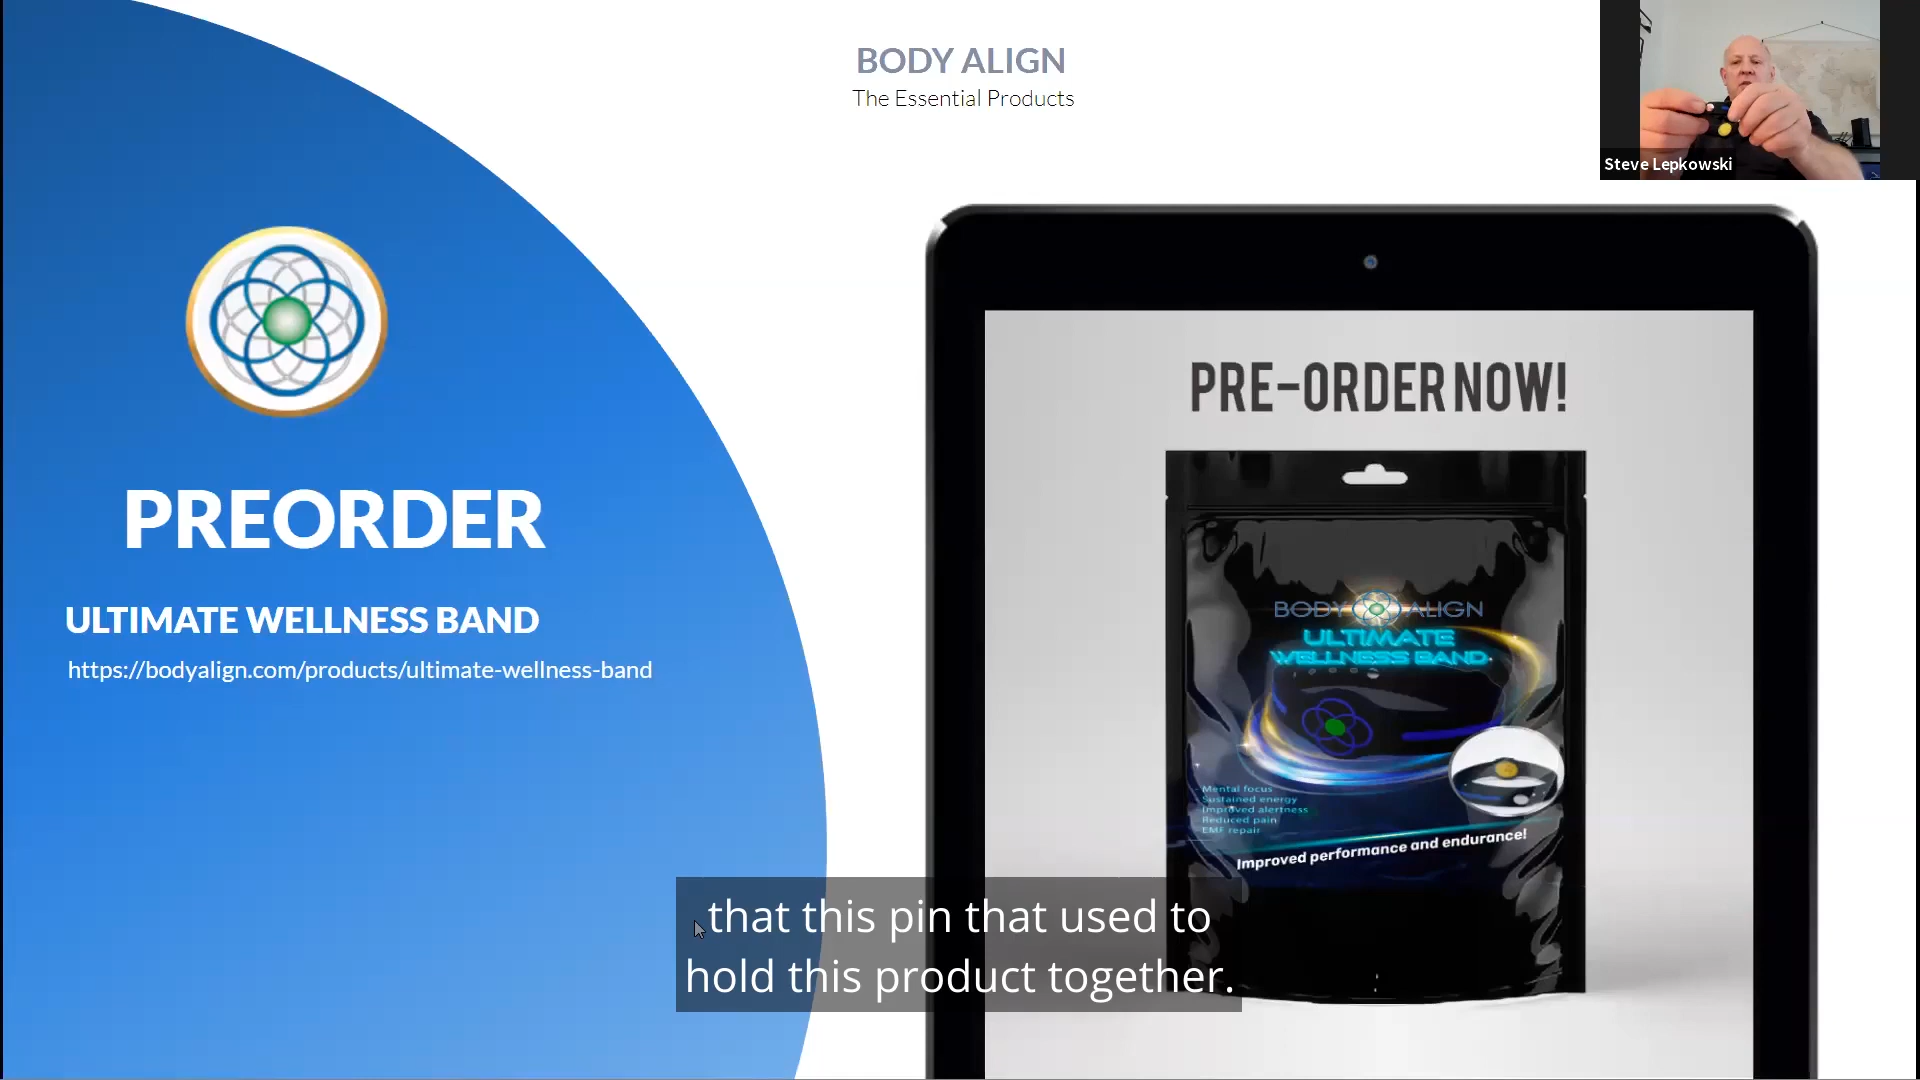 BODY ALIGN
The Essential Products
Steve Lepkowski
PREORDER
ULTIMATE WELLNESS BAND
https://bodyalign.com/products/ultimate-wellness-band
PRE-ORDER NOW!
BODY ALIGN
ULTIMATE
WELLNESS BAND
Mental focus
Sustained energy
Improved alertness
Reduced pain
EMF repair
Improved performance and endurance!
that this pin that used to
hold this product together.